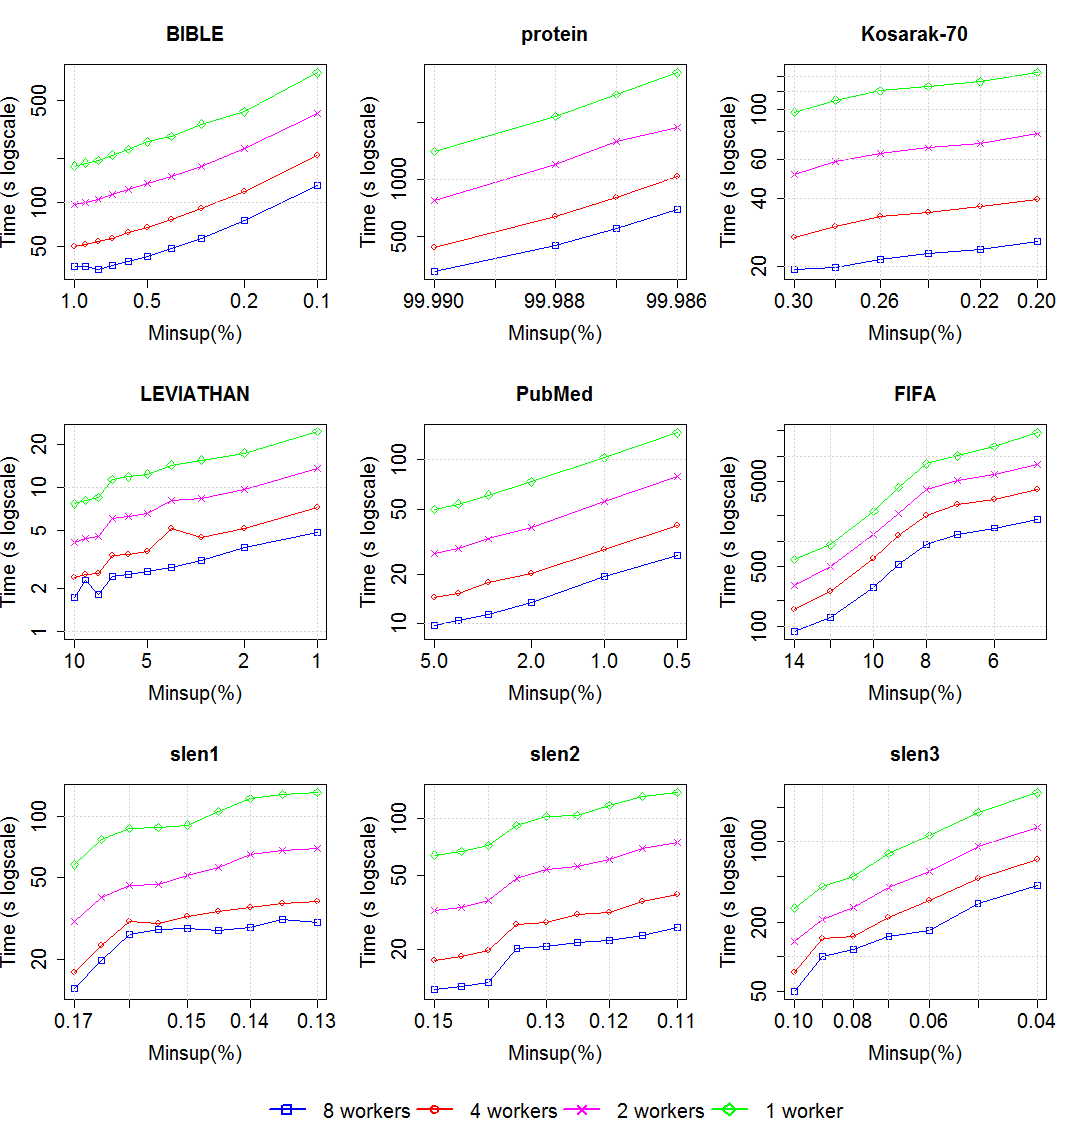 BIBLE protein Kosarak-70
Time (s logscale) 50 100 500
1.0 0.5 0.2 0.1
Minsup(%)
Time (s logscale) 500 1000
99.990 99.988 99.986
Minsup(%)
Time (s logscale) 20 40 60 100
0.30 0.26 0.22 0.20
Minsup(%)
LEVIATHAN PubMed FIFA
Time (s logscale) 1 2 5 10 20
10 5 2 1
Minsup(%)
Time (s logscale) 10 20 50 100
5.0 2.0 1.0 0.5
Minsup(%)
Time (s logscale) 100 500 5000
14 10 8 6
Minsup(%)
slen1 slen2 slen3
Time (s logscale) 20 50 100
0.17 0.15 0.14 0.13
Minsup(%)
Time (s logscale) 20 50 100
0.15 0.13 0.12 0.11
Minsup(%)
Time (s logscale) 50 200 1000
0.10 0.08 0.06 0.04
Minsup(%)
8 workers 4 workers 2 workers 1 worker